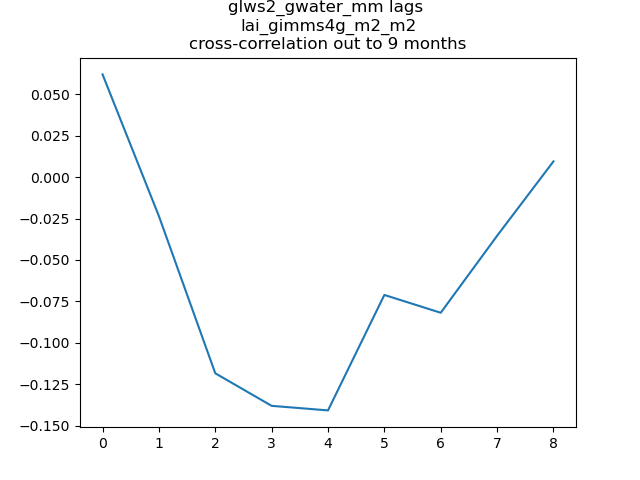 glws2_gwater_mm lags
lai_gimms4g_m2_m2
cross-correlation out to 9 months
0.050
0.025
0.000
−0.025
−0.050
−0.075
−0.100
−0.125
−0.150
0 1 2 3 4 5 6 7 8